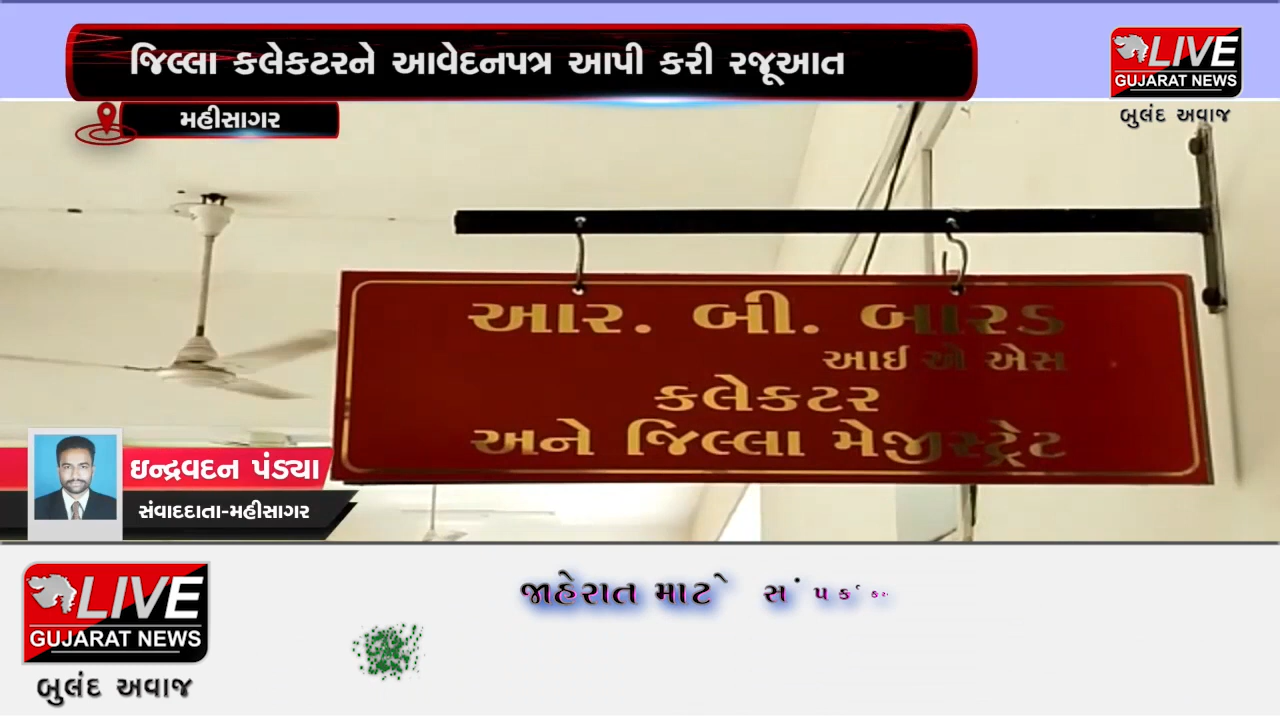 જિલ્લા કલેકટરને આવેદનપત્ર આપી કરી રજૂઆત
LIVE
GUJARAT NEWS
બુલંદ અવાજ
મહીસાગર
આર. બી. બારડ
આઈ એ એસ
કલેકટર
અને જિલ્લા મેજીસ્ટ્રેટ
ઇન્દ્રવદન પંડ્યા
સંવાદદાતા-મહીસાગર
LIVE
GUJARAT NEWS
બુલંદ અવાજ
જાહેરાત માટે સંપર્ક